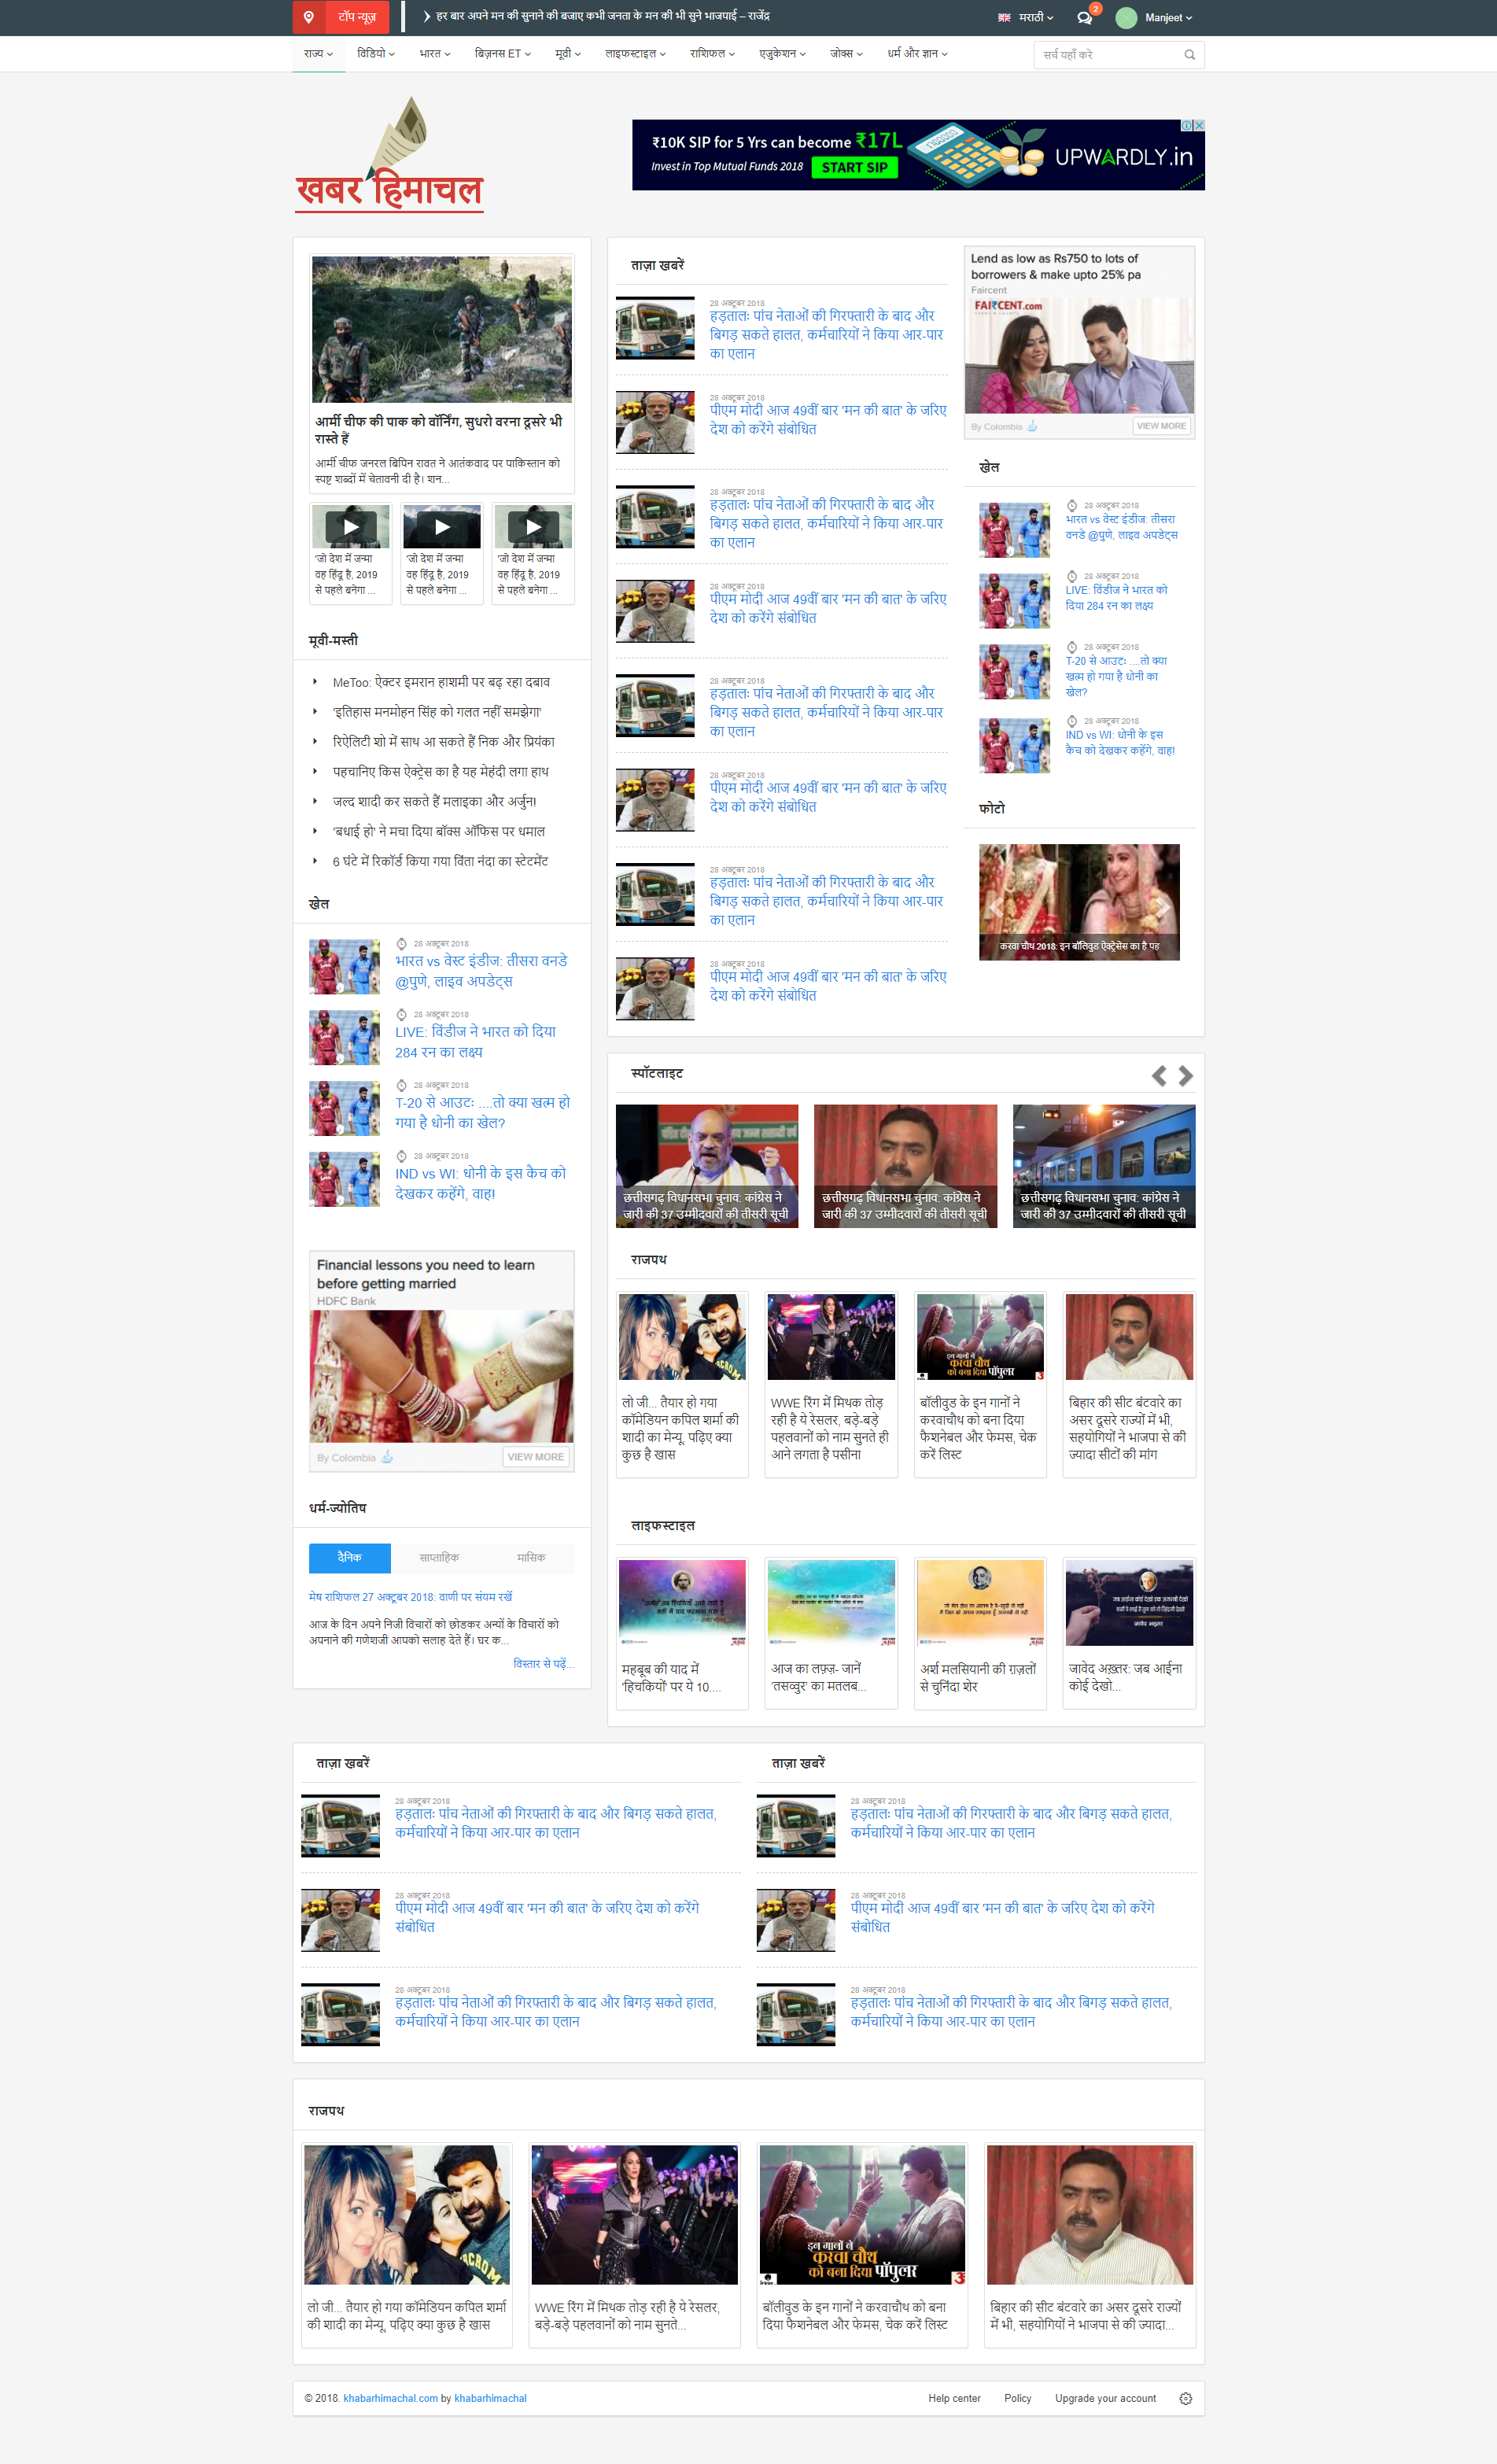 टॉप न्यूज़
हर बार अपने मन की सुनाने की बजाए कभी जनता के मन की भी सुने भाजपाई – राजेंद्र
मराठी
2
Manjeet
राज्य
विडियो
भारत
बिज़नस ET
मूवी
लाइफस्टाइल
राशिफल
एजुकेशन
जोक्स
धर्म और ज्ञान
सर्च यहाँ करे
खबर हिमाचल
₹10K SIP for 5 Yrs can become ₹17L
Invest in Top Mutual Funds 2018
START SIP
UPWARDLY.in
आर्मी चीफ की पाक को वॉर्निंग, सुधरो वरना दूसरे भी
रास्ते हैं
आर्मी चीफ जनरल बिपिन रावत ने आतंकवाद पर पाकिस्तान को
स्पष्ट शब्दों में चेतावनी दी है। शन...
'जो देश में जन्मा
वह हिंदू है, 2019
से पहले बनेगा ...
'जो देश में जन्मा
वह हिंदू है, 2019
से पहले बनेगा ...
'जो देश में जन्मा
वह हिंदू है, 2019
से पहले बनेगा ...
मूवी-मस्ती
MeToo: ऐक्टर इमरान हाशमी पर बढ़ रहा दबाव
'इतिहास मनमोहन सिंह को गलत नहीं समझेगा'
रिऐलिटी शो में साथ आ सकते हैं निक और प्रियंका
पहचानिए किस ऐक्ट्रेस का है यह मेहंदी लगा हाथ
जल्द शादी कर सकते हैं मलाइका और अर्जुन!
'बधाई हो' ने मचा दिया बॉक्स ऑफिस पर धमाल
6 घंटे में रिकॉर्ड किया गया विंता नंदा का स्टेटमेंट
खेल
28 अक्टूबर 2018
भारत vs वेस्ट इंडीज: तीसरा वनडे
@पुणे, लाइव अपडेट्स
28 अक्टूबर 2018
LIVE: विंडीज ने भारत को दिया
284 रन का लक्ष्य
28 अक्टूबर 2018
T-20 से आउटः ....तो क्या खत्म हो
गया है धोनी का खेल?
28 अक्टूबर 2018
IND vs WI: धोनी के इस कैच को
देखकर कहेंगे, वाह!
Financial lessons you need to learn
before getting married
HDFC Bank
By Colombia
VIEW MORE
धर्म-ज्योतिष
दैनिक
साप्ताहिक
मासिक
मेष राशिफल 27 अक्टूबर 2018: वाणी पर संयम रखें
आज के दिन अपने निजी विचारों को छोडकर अन्यों के विचारों को
अपनाने की गणेशजी आपको सलाह देते हैं। घर क...
विस्तार से पढ़ें...
ताज़ा खबरें
28 अक्टूबर 2018
हड़तालः पांच नेताओं की गिरफ्तारी के बाद और
बिगड़ सकते हालत, कर्मचारियों ने किया आर-पार
का एलान
28 अक्टूबर 2018
पीएम मोदी आज 49वीं बार 'मन की बात' के जरिए
देश को करेंगे संबोधित
28 अक्टूबर 2018
हड़तालः पांच नेताओं की गिरफ्तारी के बाद और
बिगड़ सकते हालत, कर्मचारियों ने किया आर-पार
का एलान
28 अक्टूबर 2018
पीएम मोदी आज 49वीं बार 'मन की बात' के जरिए
देश को करेंगे संबोधित
28 अक्टूबर 2018
हड़तालः पांच नेताओं की गिरफ्तारी के बाद और
बिगड़ सकते हालत, कर्मचारियों ने किया आर-पार
का एलान
28 अक्टूबर 2018
पीएम मोदी आज 49वीं बार 'मन की बात' के जरिए
देश को करेंगे संबोधित
28 अक्टूबर 2018
हड़तालः पांच नेताओं की गिरफ्तारी के बाद और
बिगड़ सकते हालत, कर्मचारियों ने किया आर-पार
का एलान
28 अक्टूबर 2018
पीएम मोदी आज 49वीं बार 'मन की बात' के जरिए
देश को करेंगे संबोधित
Lend as low as Rs750 to lots of
borrowers & make upto 25% pa
Faircent
FAIRCENT.com
By Colombia
VIEW MORE
खेल
28 अक्टूबर 2018
भारत vs वेस्ट इंडीज: तीसरा
वनडे @पुणे, लाइव अपडेट्स
28 अक्टूबर 2018
LIVE: विंडीज ने भारत को
दिया 284 रन का लक्ष्य
28 अक्टूबर 2018
T-20 से आउटः ....तो क्या
खत्म हो गया है धोनी का
खेल?
28 अक्टूबर 2018
IND vs WI: धोनी के इस
कैच को देखकर कहेंगे, वाह!
फोटो
करवा चौथ 2018: इन बॉलिवुड ऐक्ट्रेसेस का है पह
स्पॉटलाइट
छत्तीसगढ़ विधानसभा चुनाव: कांग्रेस ने
जारी की 37 उम्मीदवारों की तीसरी सूची
छत्तीसगढ़ विधानसभा चुनाव: कांग्रेस ने
जारी की 37 उम्मीदवारों की तीसरी सूची
छत्तीसगढ़ विधानसभा चुनाव: कांग्रेस ने
जारी की 37 उम्मीदवारों की तीसरी सूची
राजपथ
इन गानों ने
करवा चौथ
को बना दिया पॉपुलर
लो जी... तैयार हो गया
कॉमेडियन कपिल शर्मा की
शादी का मेन्यू, पढ़िए क्या
कुछ है खास
WWE रिंग में मिथक तोड़
रही है ये रेसलर, बड़े-बड़े
पहलवानों को नाम सुनते ही
आने लगता है पसीना
बॉलीवुड के इन गानों ने
करवाचौथ को बना दिया
फैशनेबल और फेमस, चेक
करें लिस्ट
बिहार की सीट बंटवारे का
असर दूसरे राज्यों में भी,
सहयोगियों ने भाजपा से की
ज्यादा सीटों की मांग
लाइफस्टाइल
महबूब की याद में
'हिचकियों' पर ये 10....
आज का लफ़्ज़- जानें
'तसव्वुर' का मतलब...
अर्श मलसियानी की ग़ज़लों
से चुनिंदा शेर
जावेद अख़्तर: जब आईना
कोई देखो...
ताज़ा खबरें
28 अक्टूबर 2018
हड़तालः पांच नेताओं की गिरफ्तारी के बाद और बिगड़ सकते हालत,
कर्मचारियों ने किया आर-पार का एलान
28 अक्टूबर 2018
पीएम मोदी आज 49वीं बार 'मन की बात' के जरिए देश को करेंगे
संबोधित
28 अक्टूबर 2018
हड़तालः पांच नेताओं की गिरफ्तारी के बाद और बिगड़ सकते हालत,
कर्मचारियों ने किया आर-पार का एलान
ताज़ा खबरें
28 अक्टूबर 2018
हड़तालः पांच नेताओं की गिरफ्तारी के बाद और बिगड़ सकते हालत,
कर्मचारियों ने किया आर-पार का एलान
28 अक्टूबर 2018
पीएम मोदी आज 49वीं बार 'मन की बात' के जरिए देश को करेंगे
संबोधित
28 अक्टूबर 2018
हड़तालः पांच नेताओं की गिरफ्तारी के बाद और बिगड़ सकते हालत,
कर्मचारियों ने किया आर-पार का एलान
राजपथ
इन गानों ने
करवा चौथ
को बना दिया पॉपुलर
लो जी... तैयार हो गया कॉमेडियन कपिल शर्मा
की शादी का मेन्यू, पढ़िए क्या कुछ है खास
WWE रिंग में मिथक तोड़ रही है ये रेसलर,
बड़े-बड़े पहलवानों को नाम सुनते...
बॉलीवुड के इन गानों ने करवाचौथ को बना
दिया फैशनेबल और फेमस, चेक करें लिस्ट
बिहार की सीट बंटवारे का असर दूसरे राज्यों
में भी, सहयोगियों ने भाजपा से की ज्यादा...
© 2018. khabarhimachal.com by khabarhimachal
Help center
Policy
Upgrade your account